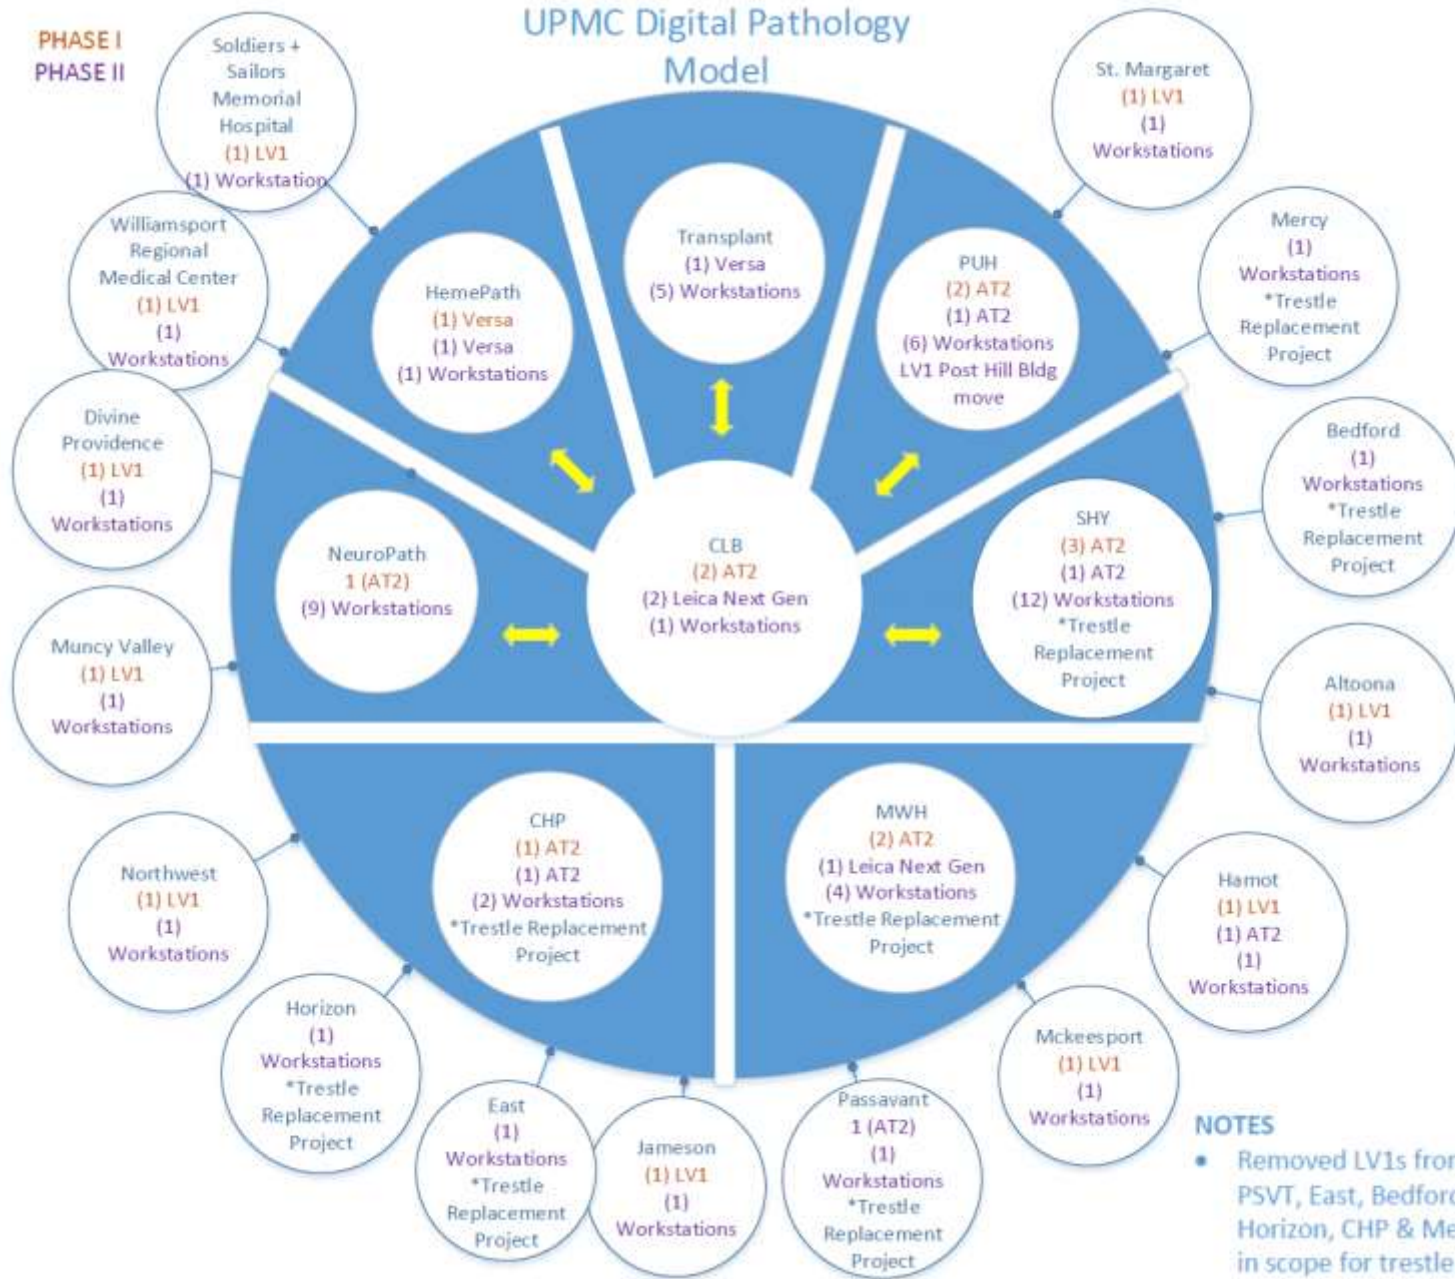 UPMC Digital Pathology
Model
PHASE I
PHASE II
Soldiers +
Sailors
Memorial
Hospital
(1) LV1
(1) Workstation
Williamsport
Regional
Medical Center
(1) LV1
(1)
Workstations
Divine
Providence
(1) LV1
(1)
Workstations
Muncy Valley
(1) LV1
(1)
Workstations
Northwest
(1) LV1
(1)
Workstations
Horizon
(1)
Workstations
*Trestle
Replacement
Project
East
(1)
Workstations
*Trestle
Replacement
Project
Jameson
(1) LV1
(1)
Workstations
Passavant
1 (AT2)
(1)
Workstations
*Trestle
Replacement
Project
Mckeesport
(1) LV1
(1)
Workstations
Hamot
(1) LV1
(1) AT2
(1)
Workstations
Altoona
(1) LV1
(1)
Workstations
Bedford
(1)
Workstations
*Trestle
Replacement
Project
Mercy
(1)
Workstations
*Trestle
Replacement
Project
St. Margaret
(1) LV1
(1)
Workstations
HemePath
(1) Versa
(1) Versa
(1) Workstations
Transplant
(1) Versa
(5) Workstations
PUH
(2) AT2
(1) AT2
(6) Workstations
LV1 Post Hill Bldg
move
NeuroPath
1 (AT2)
(9) Workstations
CLB
(2) AT2
(2) Leica Next Gen
(1) Workstations
SHY
(3) AT2
(1) AT2
(12) Workstations
*Trestle
Replacement
Project
CHP
(1) AT2
(1) AT2
(2) Workstations
*Trestle Replacement
Project
MWH
(2) AT2
(1) Leica Next Gen
(4) Workstations
*Trestle Replacement
Project
NOTES
• Removed LV1s
PSVT, East,
Horizon, CHP &
in scope for trestle